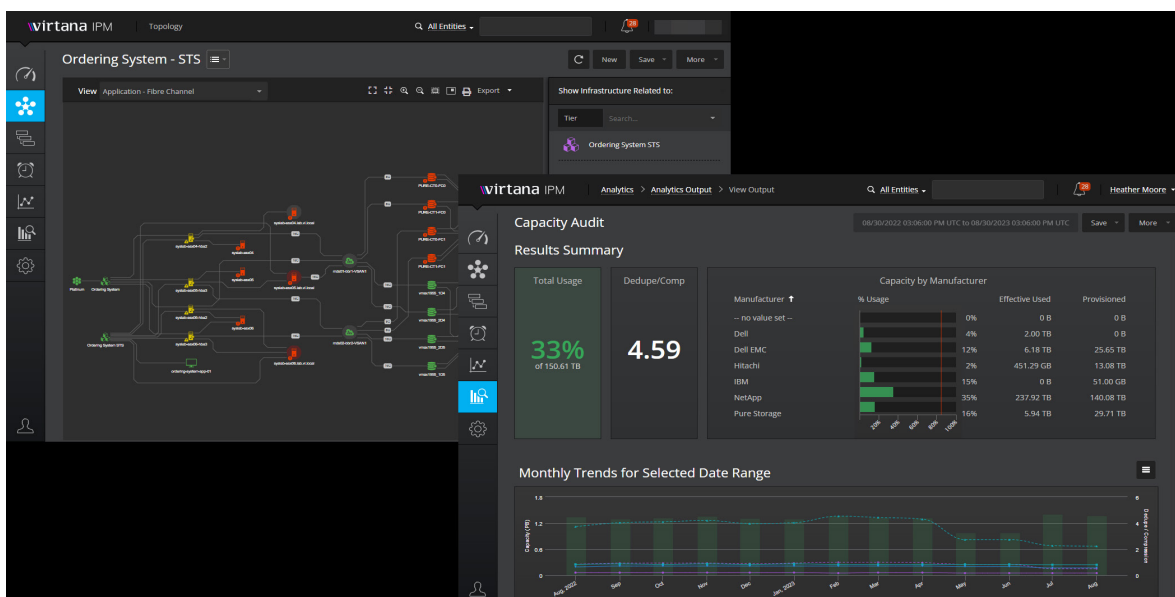 virtana IPM Topology All Entities 28
Ordering System - STS New Save More
View Application - Fibre Channel Export
Show Infrastructure Related to:
Tier Search...
Ordering System STS
Platinum
Ordering System
Ordering System STS
ordering-system-app-01
virtana IPM Analytics > Analytics Output > View Output All Entities 28 Heather Moore
Capacity Audit 08/30/2022 03:06:00 PM UTC to 08/30/2023 03:06:00 PM UTC Save More
Results Summary
Total Usage
33%
of 150.61 TB
Dedupe/Comp
4.59
Capacity by Manufacturer
Manufacturer % Usage Effective Used Provisioned
-- no value set -- 0% 0 B 0 B
Dell 4% 2.00 TB 0 B
Dell EMC 12% 6.18 TB 25.65 TB
Hitachi 2% 451.29 GB 13.08 TB
IBM 15% 0 B 51.00 GB
NetApp 35% 237.92 TB 140.08 TB
Pure Storage 16% 5.94 TB 29.71 TB
20% 40% 60% 80% 100%
Monthly Trends for Selected Date Range
Capacity (PB)
1.8
1.2
0.6
0
6
4
2
0
Dedupe / Compression
Aug, 2022 Sep Oct Nov Dec Jan, 2023 Feb Mar Apr May Jun Jul Aug